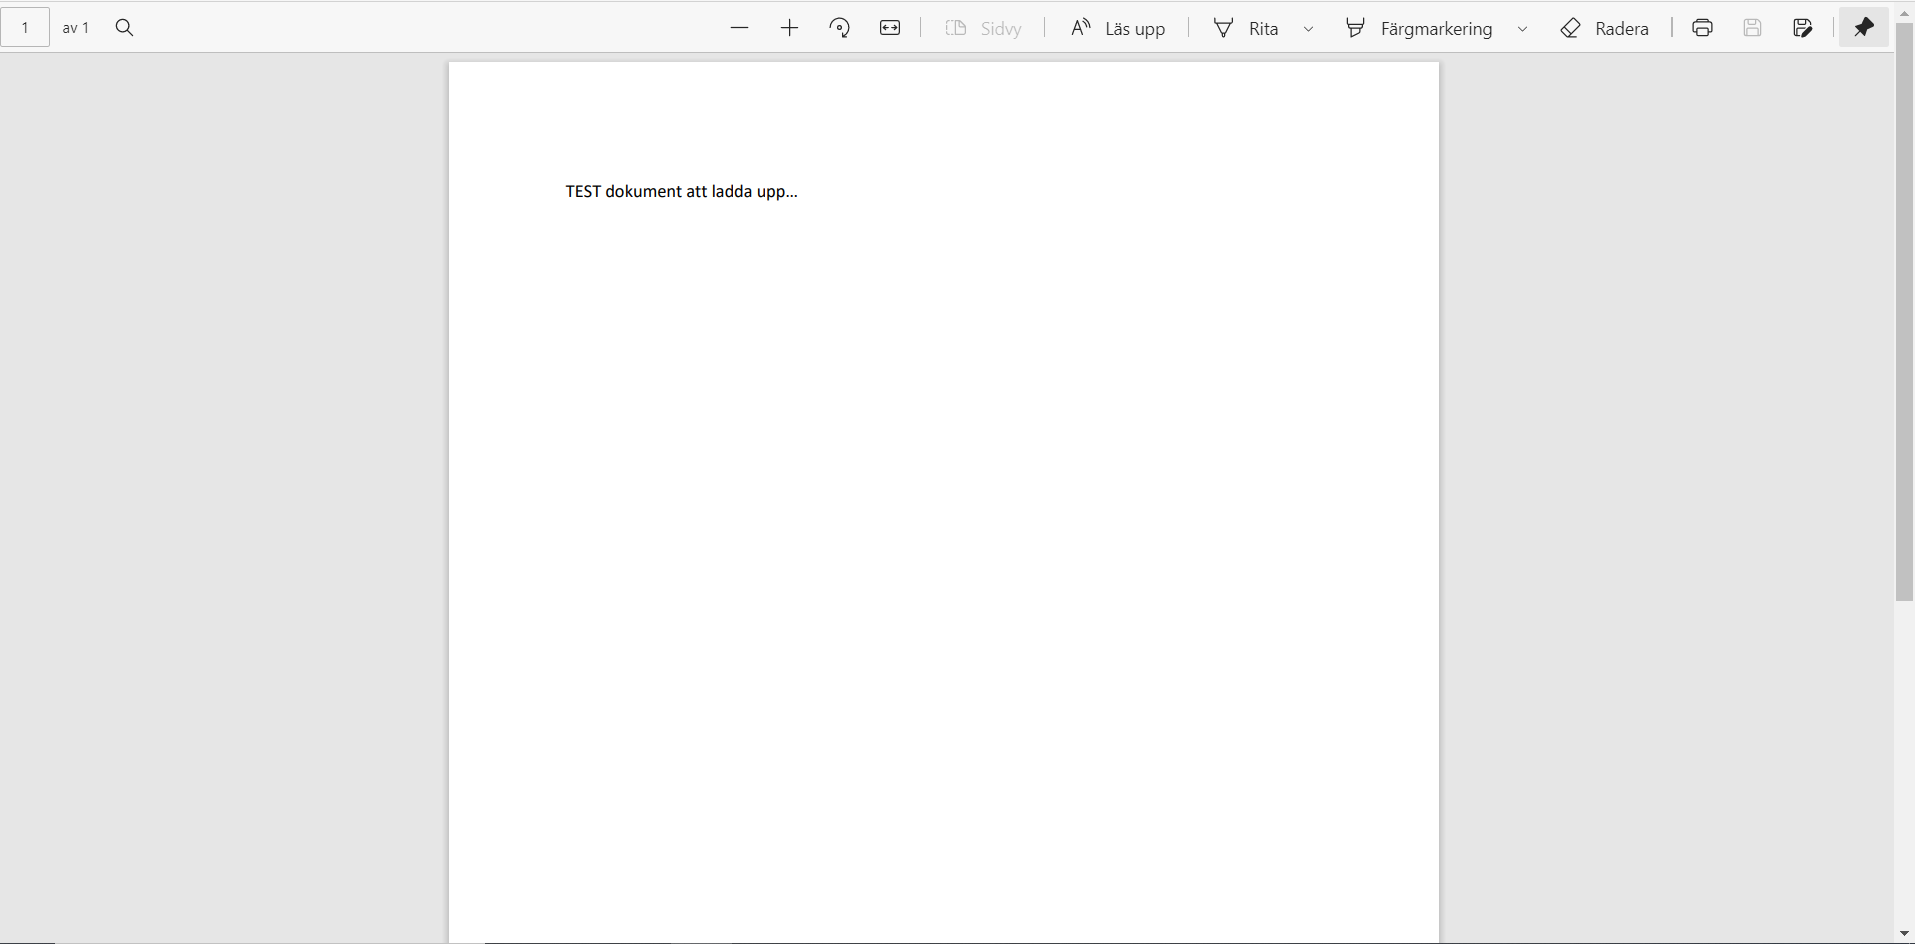 1 av 1 Sidvy Läs upp Rita Färgmarkering Radera
TEST dokument att ladda upp...